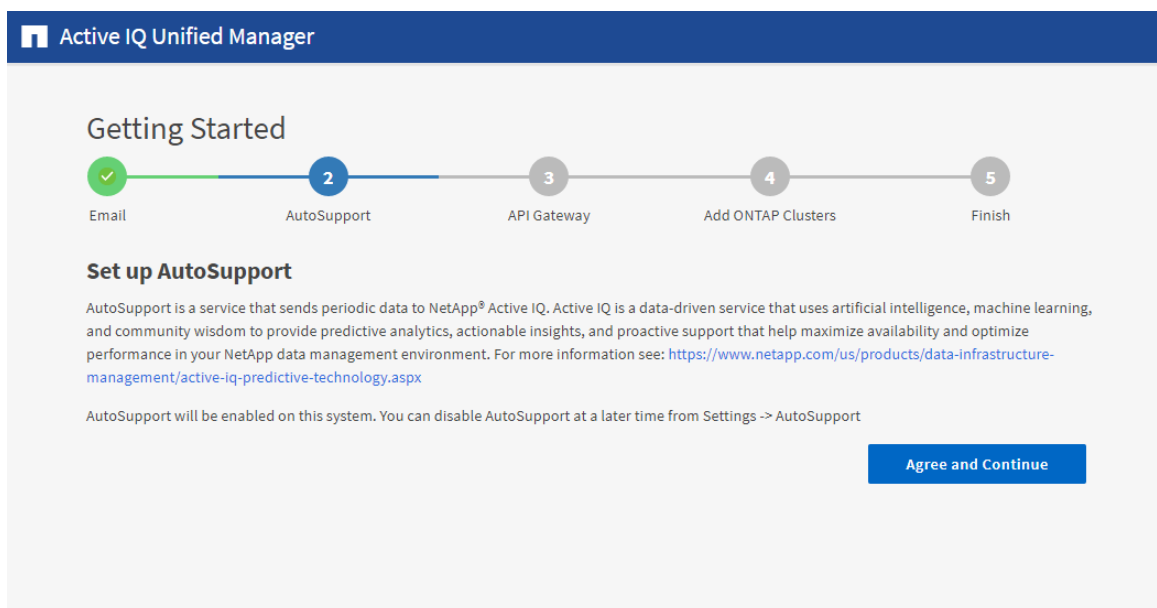 Active IQ Unified Manager
Getting Started
2
3
4
5
Email
AutoSupport
API Gateway
Add ONTAP Clusters
Finish
Set up AutoSupport
AutoSupport is a service that sends periodic data to NetApp® Active IQ. Active IQ is a data-driven service that uses artificial intelligence, machine learning,
and community wisdom to provide predictive analytics, actionable insights, and proactive support that help maximize availability and optimize
performance in your NetApp data management environment. For more information see: https://www.netapp.com/us/products/data-infrastructure-
management/active-iq-predictive-technology.aspx
AutoSupport will be enabled on this system. You can disable AutoSupport at a later time from Settings -> AutoSupport
Agree and Continue